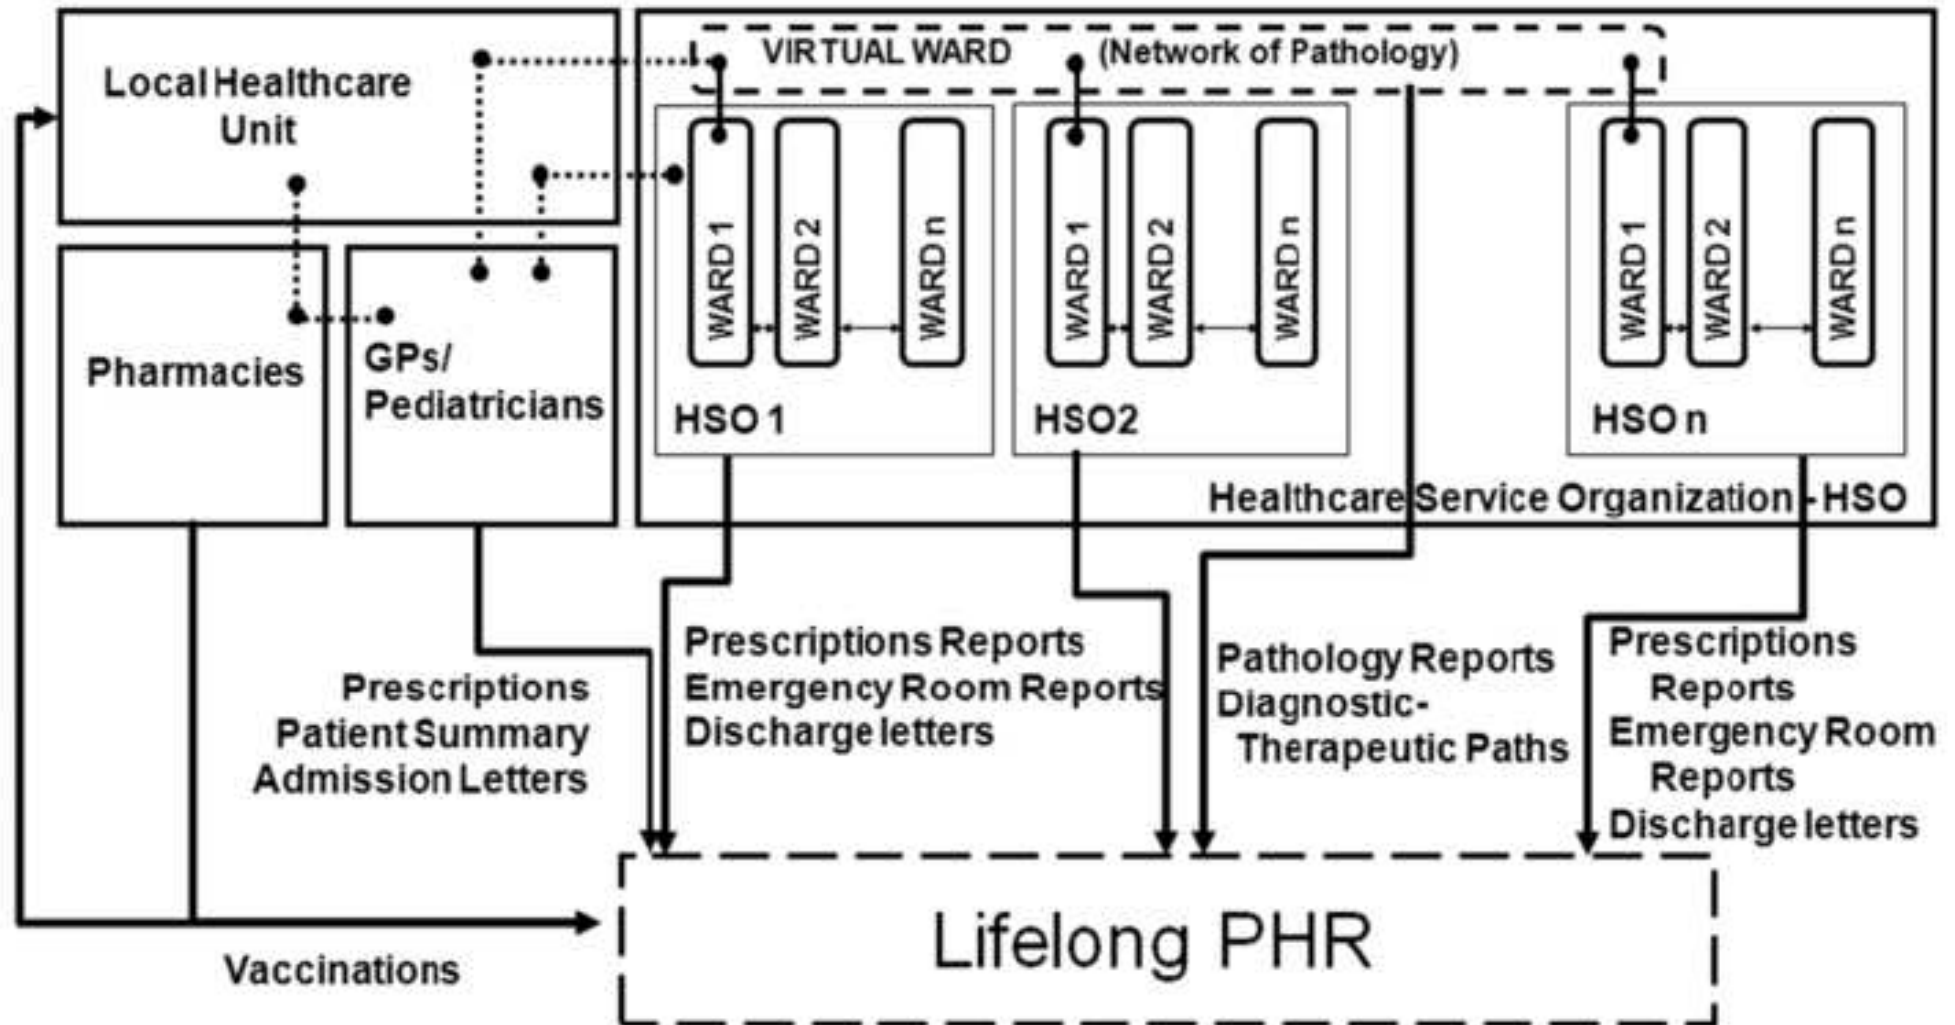 Local Healthcare
Unit
VIRTUAL WARD (Network of Pathology)
WARD 1
WARD 2
WARD n
HSO 1
WARD 1
WARD 2
WARD n
HSO2
WARD 1
WARD 2
WARD n
HSO n
Healthcare Service Organization - HSO
Pharmacies
GPs/
Pediatricians
Prescriptions
Patient Summary
Admission Letters
Prescriptions Reports
Emergency Room Reports
Discharge letters
Pathology Reports
Diagnostic-
Therapeutic Paths
Prescriptions
Reports
Emergency Room
Reports
Discharge letters
Vaccinations
Lifelong PHR